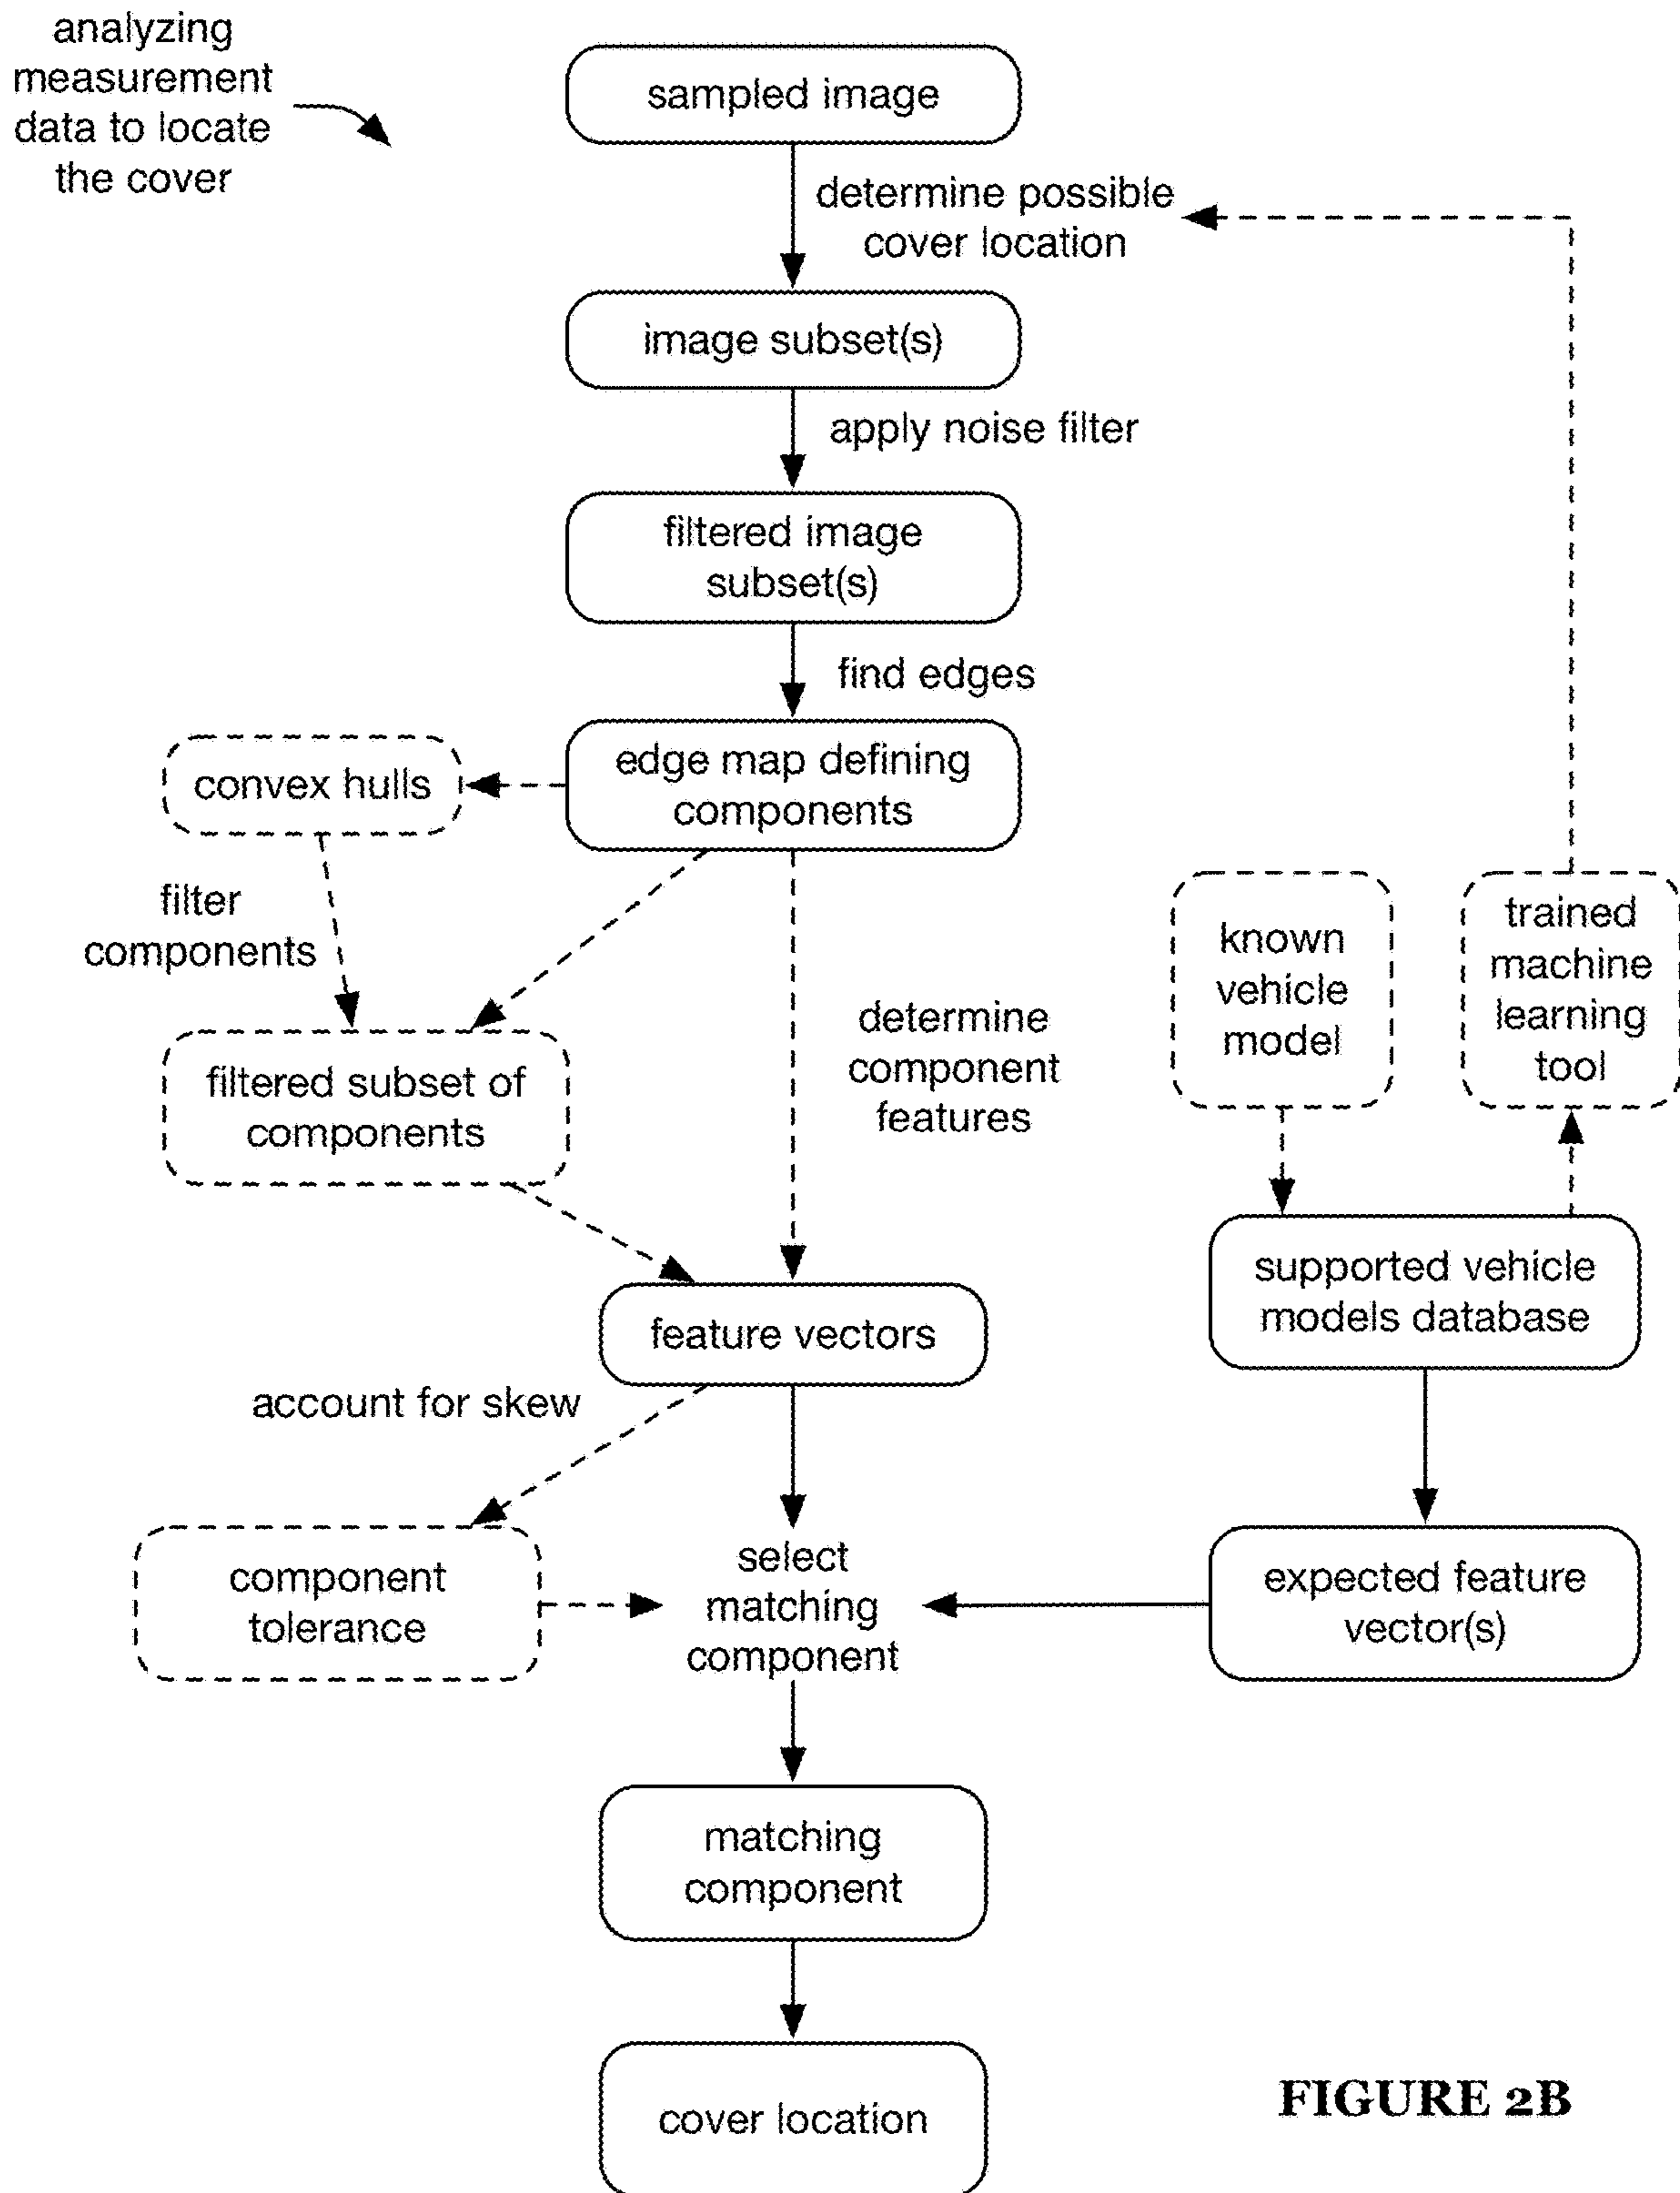 analyzing
measurement
data to locate
the cover
sampled image
determine possible
cover location
image subset(s)
apply noise filter
filtered image
subset(s)
find edges
edge map defining
components
convex hulls
filter
components
filtered subset of
components
determine
component
features
known
vehicle
model
trained
machine
learning
tool
supported vehicle
models database
feature vectors
account for skew
component
tolerance
select
matching
component
expected feature
vector(s)
matching
component
cover location
FIGURE 2B